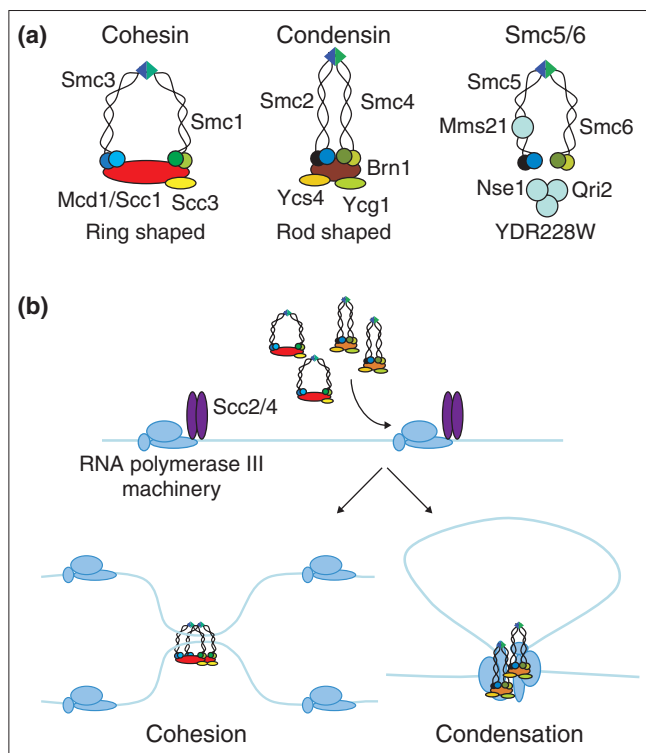 (a)
Cohesin
Condensin
Smc5/6
Smc3
Smc1
Mcd1/Scc1
Scc3
Ring shaped
Smc2
Smc4
Brn1
Ycs4
Ycg1
Rod shaped
Smc5
Mms21
Smc6
Nse1
Qri2
YDR228W
(b)
Scc2/4
RNA polymerase III
machinery
Cohesion
Condensation